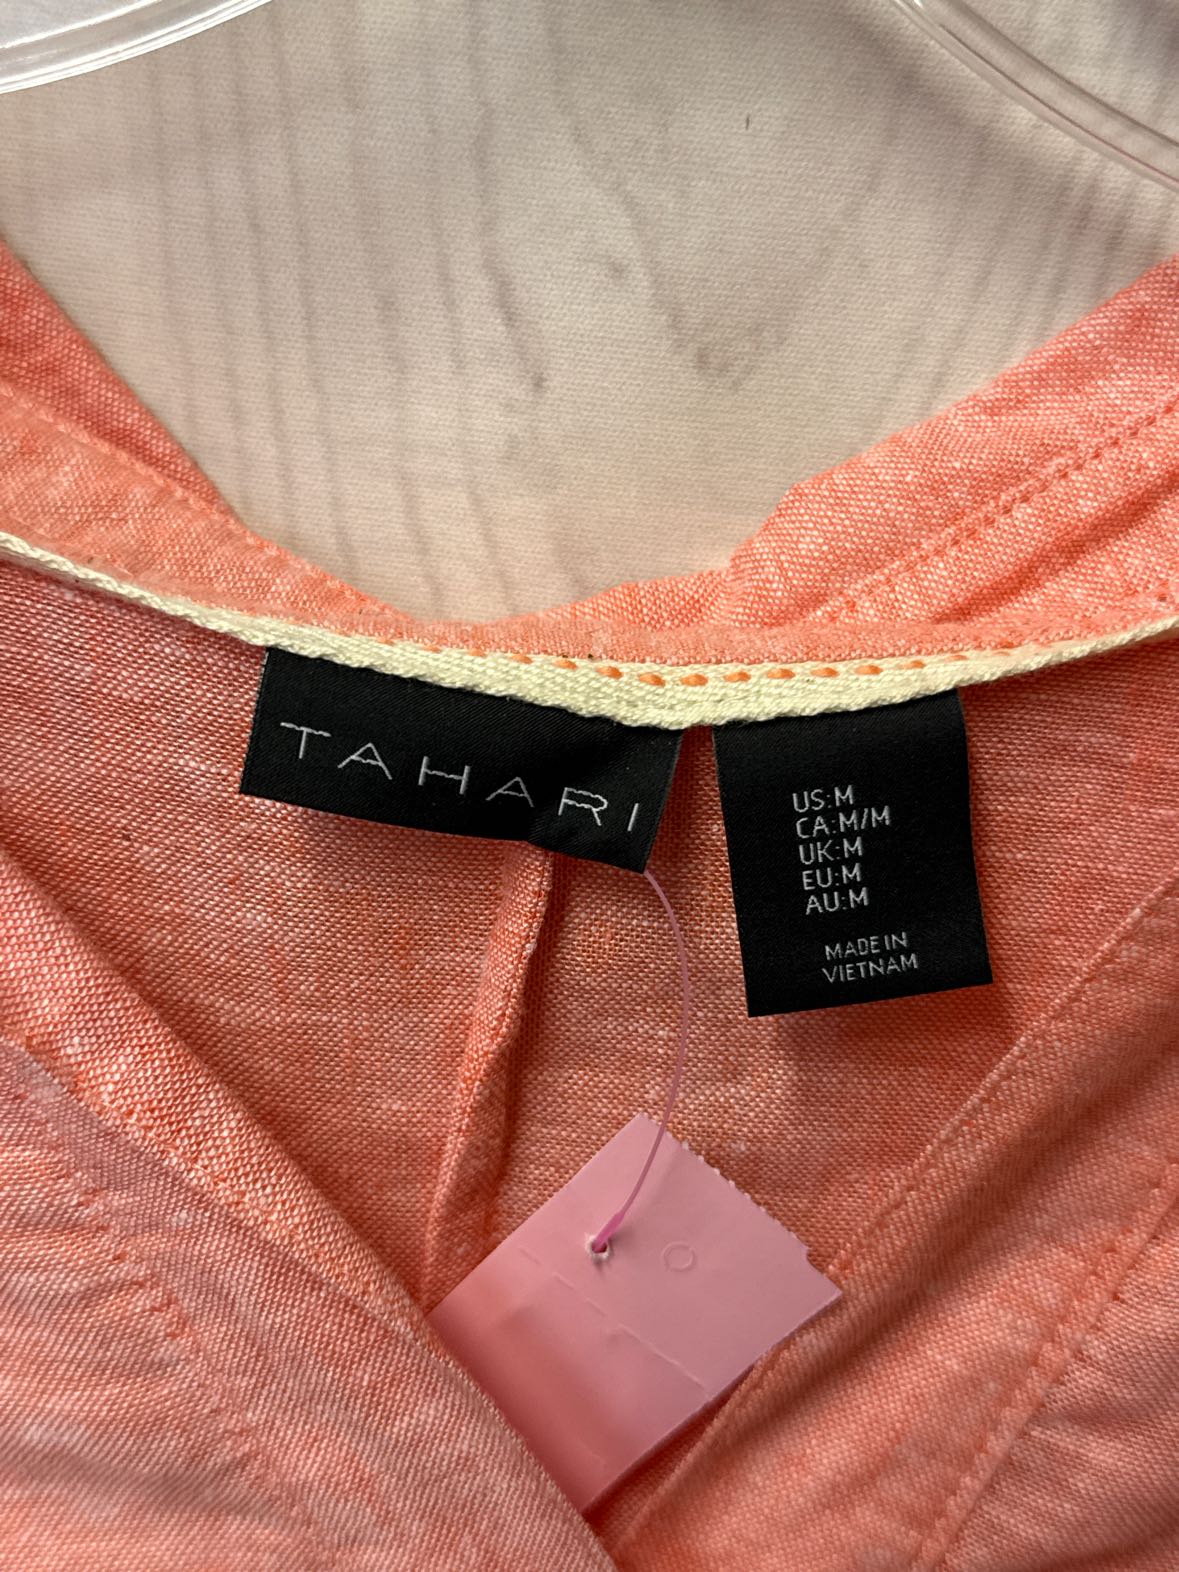 TAHARI
US:M
CA:M/M
UK:M
EU:M
AU:M
MADE IN
VIETNAM